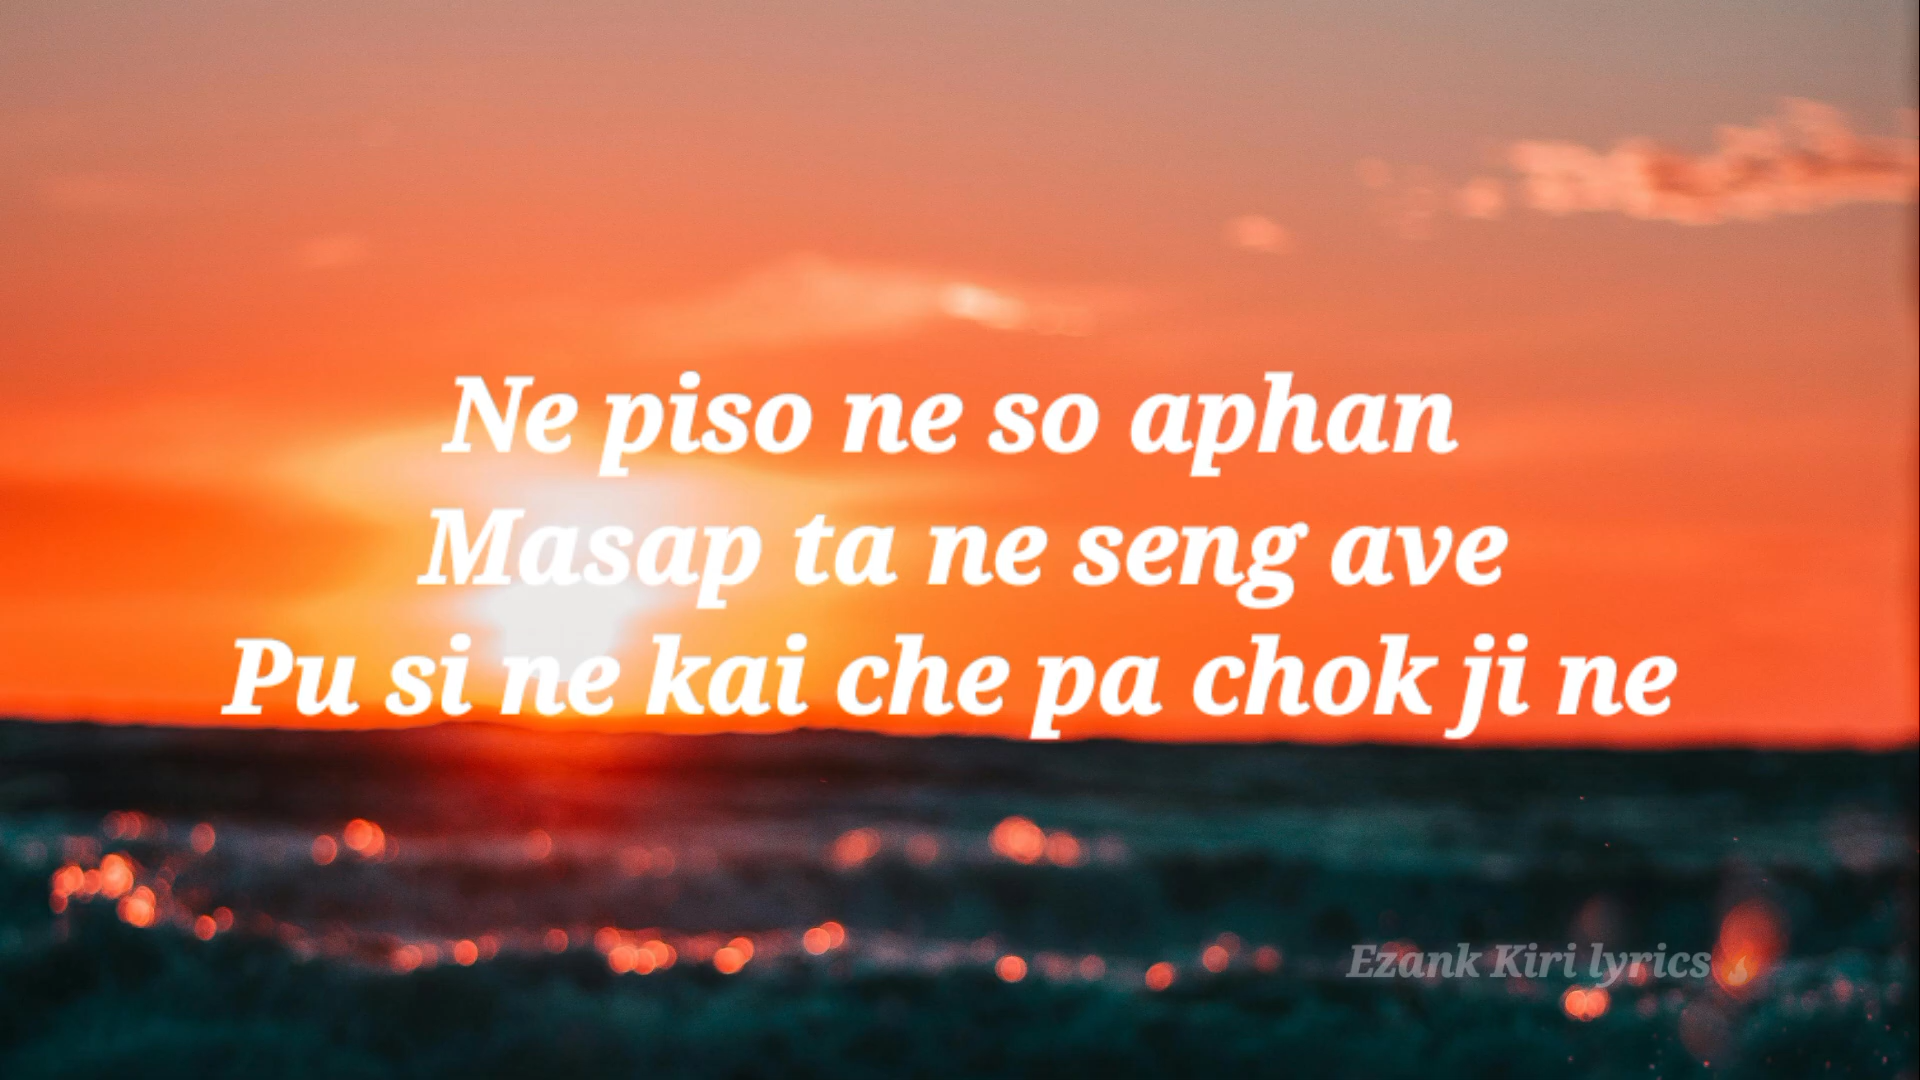 Ne piso ne so aphan
Masap ta ne seng ave
Pu si ne kai che pa chok ji ne
Ezank Kiri lyrics